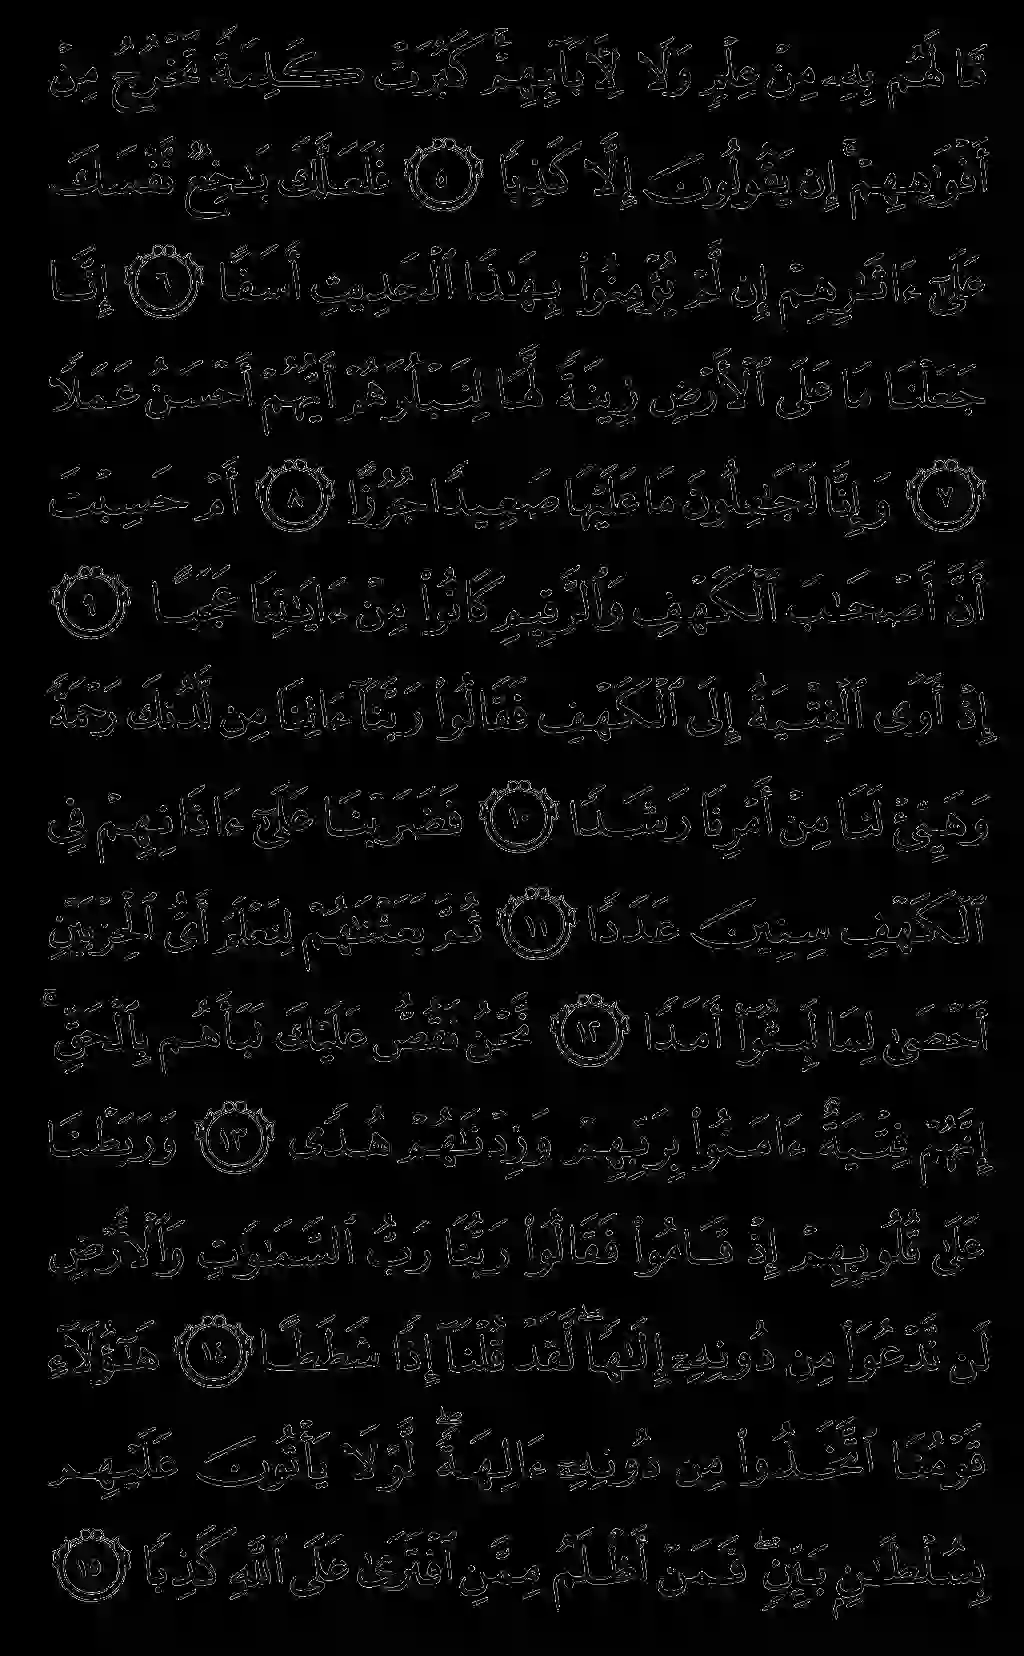 مَّا لَهُم بِهِۦ مِنْ عِلْمٍ وَلَا لِءَابَآئِهِمْ ۚ كَبُرَتْ كَلِمَةً تَخْرُجُ مِنْ
أَفْوَٰهِهِمْ ۚ إِن يَقُولُونَ إِلَّا كَذِبًا ٥ فَلَعَلَّكَ بَـٰخِعٌ نَّفْسَكَ
عَلَىٰٓ ءَاثَـٰرِهِمْ إِن لَّمْ يُؤْمِنُوا۟ بِهَـٰذَا ٱلْحَدِيثِ أَسَفًا ٦ إِنَّا
جَعَلْنَا مَا عَلَى ٱلْأَرْضِ زِينَةً لَّهَا لِنَبْلُوَهُمْ أَيُّهُمْ أَحْسَنُ عَمَلًا
٧ وَإِنَّا لَجَـٰعِلُونَ مَا عَلَيْهَا صَعِيدًا جُرُزًا ٨ أَمْ حَسِبْتَ
أَنَّ أَصْحَـٰبَ ٱلْكَهْفِ وَٱلرَّقِيمِ كَانُوا۟ مِنْ ءَايَـٰتِنَا عَجَبًا ٩
إِذْ أَوَى ٱلْفِتْيَةُ إِلَى ٱلْكَهْفِ فَقَالُوا۟ رَبَّنَآ ءَاتِنَا مِن لَّدُنكَ رَحْمَةً
وَهَيِّئْ لَنَا مِنْ أَمْرِنَا رَشَدًا ١٠ فَضَرَبْنَا عَلَىٰٓ ءَاذَانِهِمْ فِى
ٱلْكَهْفِ سِنِينَ عَدَدًا ١١ ثُمَّ بَعَثْنَـٰهُمْ لِنَعْلَمَ أَىُّ ٱلْحِزْبَيْنِ
أَحْصَىٰ لِمَا لَبِثُوٓا۟ أَمَدًا ١٢ نَّحْنُ نَقُصُّ عَلَيْكَ نَبَأَهُم بِٱلْحَقِّ ۚ
إِنَّهُمْ فِتْيَةٌ ءَامَنُوا۟ بِرَبِّهِمْ وَزِدْنَـٰهُمْ هُدًى ١٣ وَرَبَطْنَا
عَلَىٰ قُلُوبِهِمْ إِذْ قَامُوا۟ فَقَالُوا۟ رَبُّنَا رَبُّ ٱلسَّمَـٰوَٰتِ وَٱلْأَرْضِ
لَن نَّدْعُوَا۟ مِن دُونِهِۦٓ إِلَـٰهًا ۖ لَّقَدْ قُلْنَآ إِذًا شَطَطًا ١٤ هَـٰٓؤُلَآءِ
قَوْمُنَا ٱتَّخَذُوا۟ مِن دُونِهِۦٓ ءَالِهَةً ۖ لَّوْلَا يَأْتُونَ عَلَيْهِم
بِسُلْطَـٰنٍۭ بَيِّنٍ ۖ فَمَنْ أَظْلَمُ مِمَّنِ ٱفْتَرَىٰ عَلَى ٱللَّهِ كَذِبًا ١٥